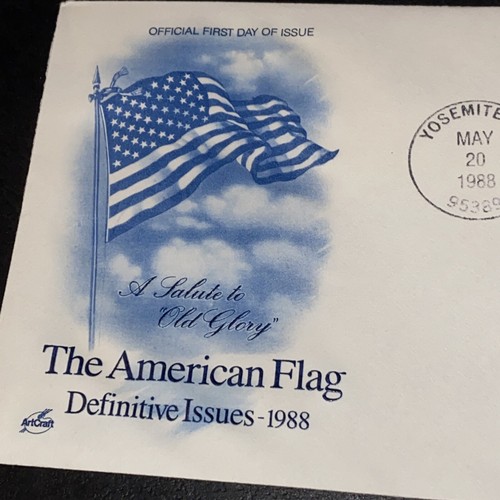 OFFICIAL FIRST DAY OF ISSUE
YOSEMITE
MAY
20
1988
95389
A Salute to
"Old Glory"
The American Flag
Definitive Issues - 1988
ArtCraft